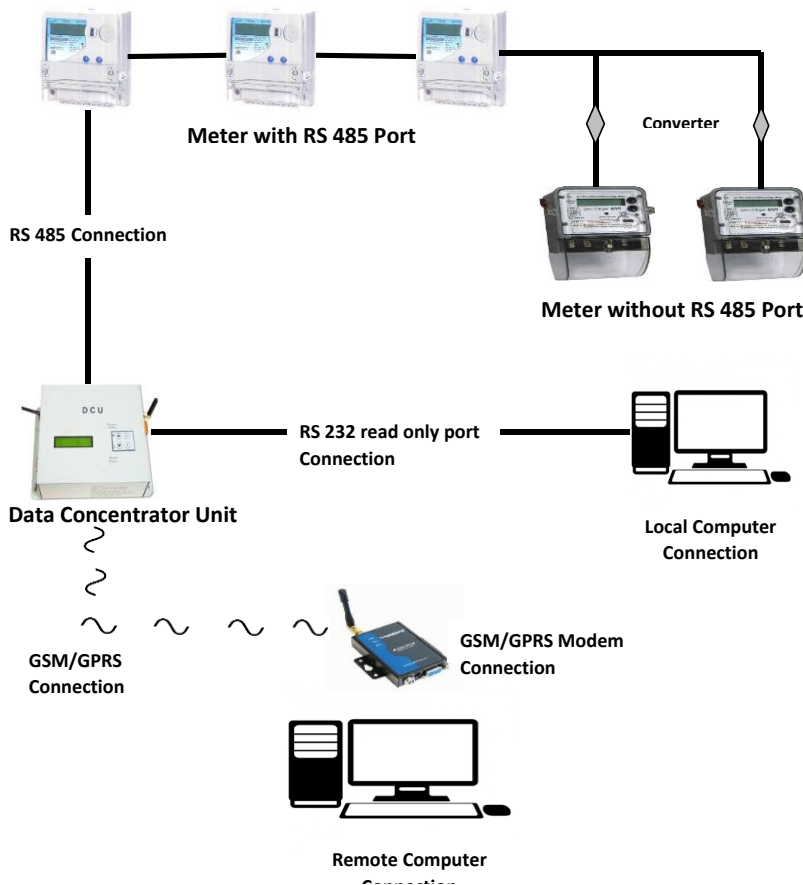 Meter with RS 485 Port
Converter
RS 485 Connection
Meter without RS 485 Port
DCU
RS 232 read only port
Connection
Data Concentrator Unit
Local Computer
Connection
GSM/GPRS
Connection
GSM/GPRS Modem
Connection
Remote Computer
Connection